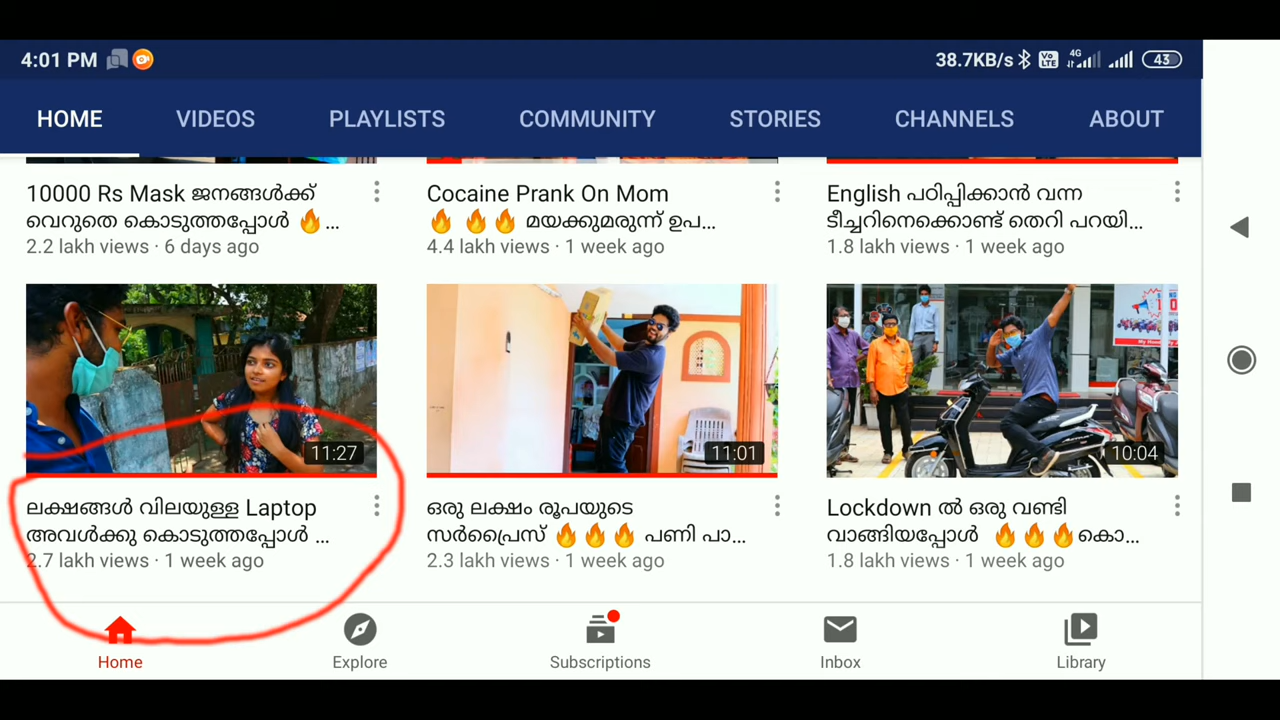 4:01 PM
38.7KB/s Vo LTE 4G 43
HOME VIDEOS PLAYLISTS COMMUNITY STORIES CHANNELS ABOUT
10000 Rs Mask ജനങ്ങൾക്ക്
വെറുതെ കൊടുത്തപ്പോൾ 🔥...
2.2 lakh views · 6 days ago
Cocaine Prank On Mom
🔥 🔥🔥 മയക്കുമരുന്ന് ഉപ...
4.4 lakh views · 1 week ago
English പഠിപ്പിക്കാൻ വന്ന
ടീച്ചറിനെക്കൊണ്ട് തെറി പറയി...
1.8 lakh views · 1 week ago
11:27
ലക്ഷങ്ങൾ വിലയുള്ള Laptop
അവൾക്കു കൊടുത്തപ്പോൾ ...
2.7 lakh views · 1 week ago
11:01
ഒരു ലക്ഷം രൂപയുടെ
സർപ്രൈസ് 🔥🔥🔥 പണി പാ...
2.3 lakh views · 1 week ago
10:04
Lockdown ൽ ഒരു വണ്ടി
വാങ്ങിയപ്പോൾ 🔥🔥🔥കൊ...
1.8 lakh views · 1 week ago
Home Explore Subscriptions Inbox Library